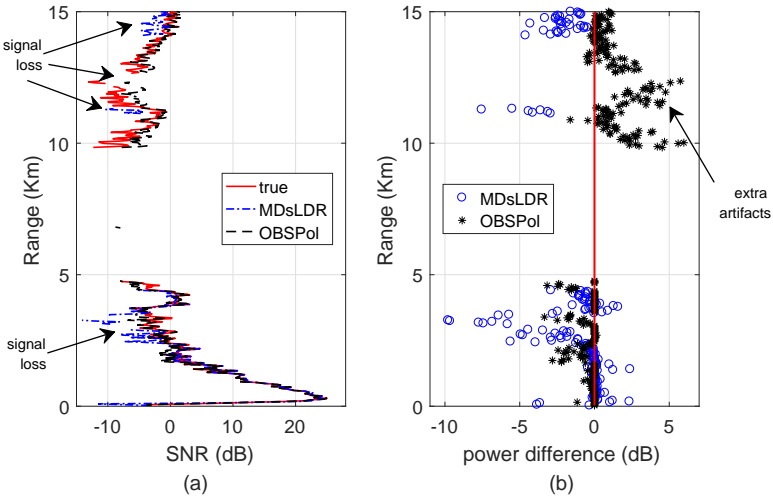 signal
loss
signal
loss
15
10
5
0
Range (Km)
true
MDsLDR
OBSPol
-10
0
10
20
SNR (dB)
(a)
15
10
5
0
Range (Km)
MDsLDR
OBSPol
extra
artifacts
-10
-5
0
5
power difference (dB)
(b)